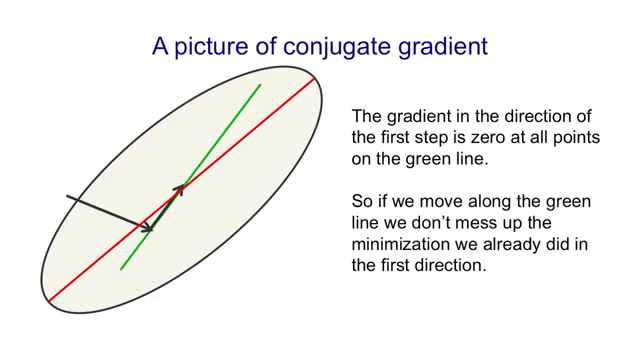 A picture of conjugate gradient
The gradient in the direction of
the first step is zero at all points
on the green line.
So if we move along the green
line we don’t mess up the
minimization we already did in
the first direction.